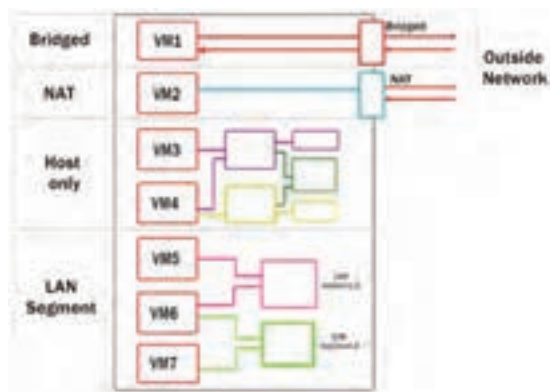 Bridged
VM1
Bridged
Outside
Network
NAT
VM2
NAT
Host
only
VM3
VM4
LAN
Segment
VM5
VM6
VM7